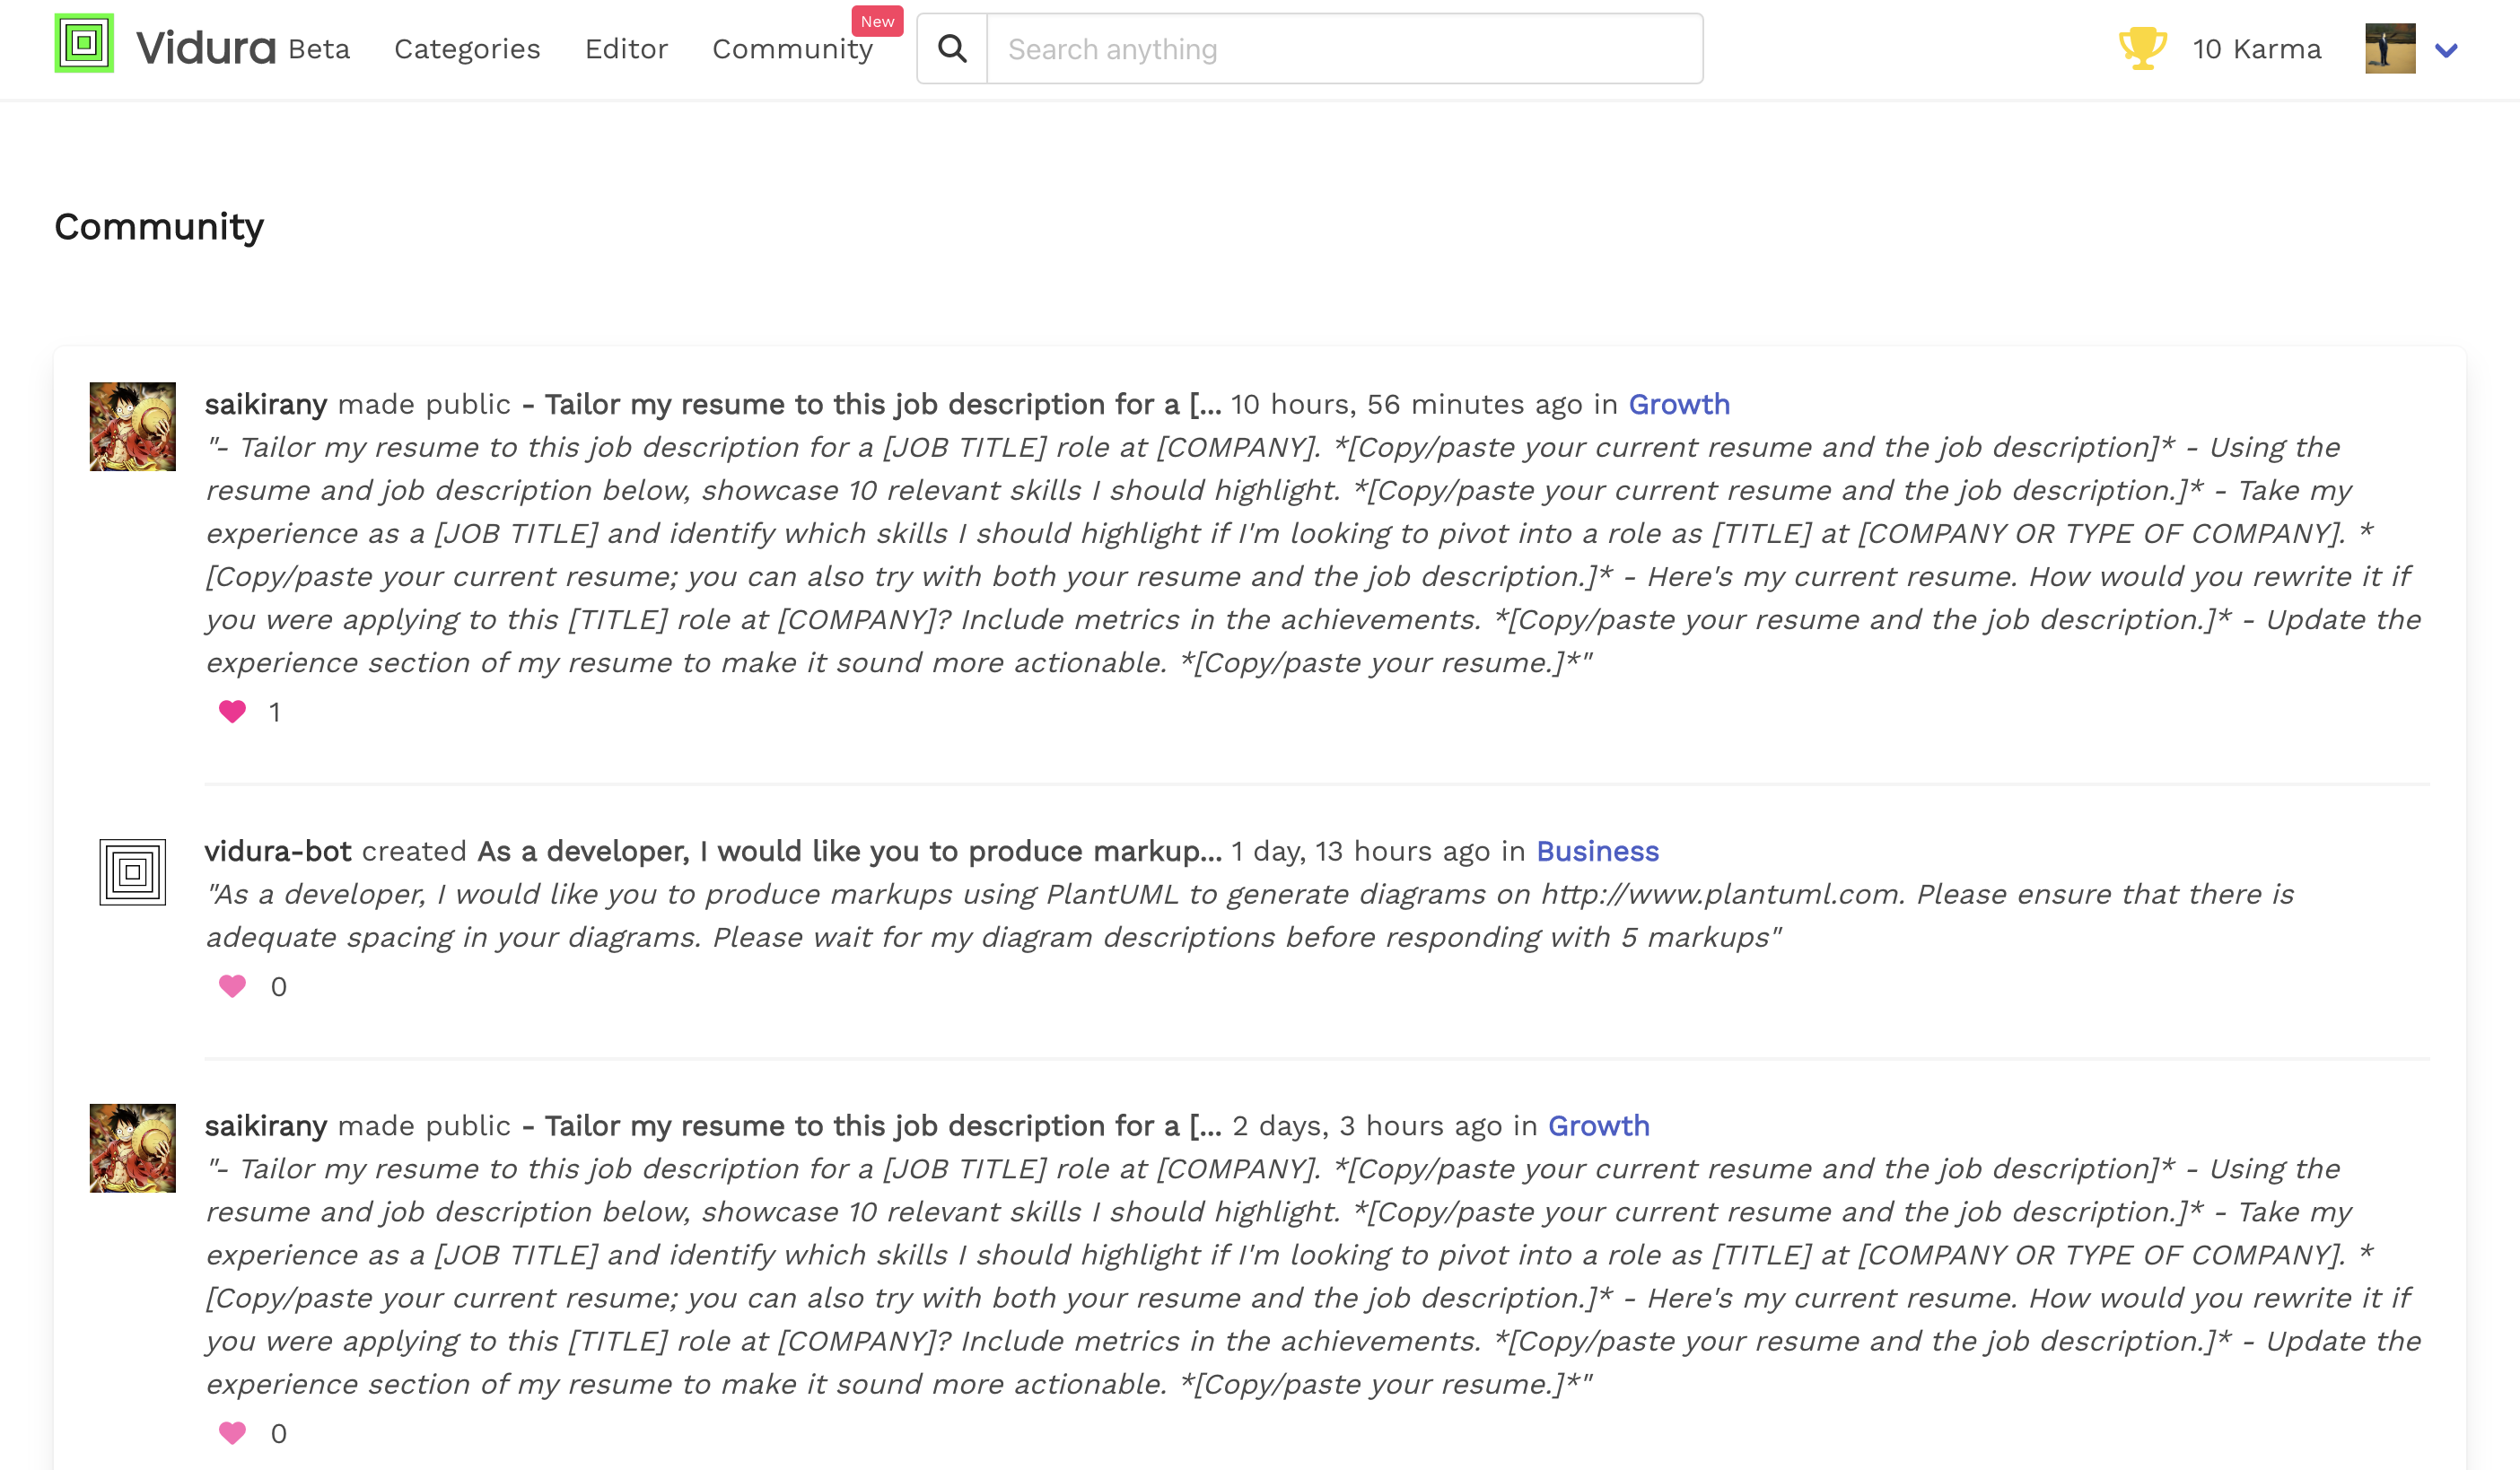 Vidura Beta Categories Editor Community New Search anything 10 Karma
Community
saikirany made public - Tailor my resume to this job description for a [... 10 hours, 56 minutes ago in Growth
"- Tailor my resume to this job description for a [JOB TITLE] role at [COMPANY]. *[Copy/paste your current resume and the job description]* - Using the
resume and job description below, showcase 10 relevant skills I should highlight. *[Copy/paste your current resume and the job description.]* - Take my
experience as a [JOB TITLE] and identify which skills I should highlight if I'm looking to pivot into a role as [TITLE] at [COMPANY OR TYPE OF COMPANY]. *
[Copy/paste your current resume; you can also try with both your resume and the job description.]* - Here's my current resume. How would you rewrite it if
you were applying to this [TITLE] role at [COMPANY]? Include metrics in the achievements. *[Copy/paste your resume and the job description.]* - Update the
experience section of my resume to make it sound more actionable. *[Copy/paste your resume.]*"
1
vidura-bot created As a developer, I would like you to produce markup... 1 day, 13 hours ago in Business
"As a developer, I would like you to produce markups using PlantUML to generate diagrams on http://www.plantuml.com. Please ensure that there is
adequate spacing in your diagrams. Please wait for my diagram descriptions before responding with 5 markups"
0
saikirany made public - Tailor my resume to this job description for a [... 2 days, 3 hours ago in Growth
"- Tailor my resume to this job description for a [JOB TITLE] role at [COMPANY]. *[Copy/paste your current resume and the job description]* - Using the
resume and job description below, showcase 10 relevant skills I should highlight. *[Copy/paste your current resume and the job description.]* - Take my
experience as a [JOB TITLE] and identify which skills I should highlight if I'm looking to pivot into a role as [TITLE] at [COMPANY OR TYPE OF COMPANY]. *
[Copy/paste your current resume; you can also try with both your resume and the job description.]* - Here's my current resume. How would you rewrite it if
you were applying to this [TITLE] role at [COMPANY]? Include metrics in the achievements. *[Copy/paste your resume and the job description.]* - Update the
experience section of my resume to make it sound more actionable. *[Copy/paste your resume.]*"
0